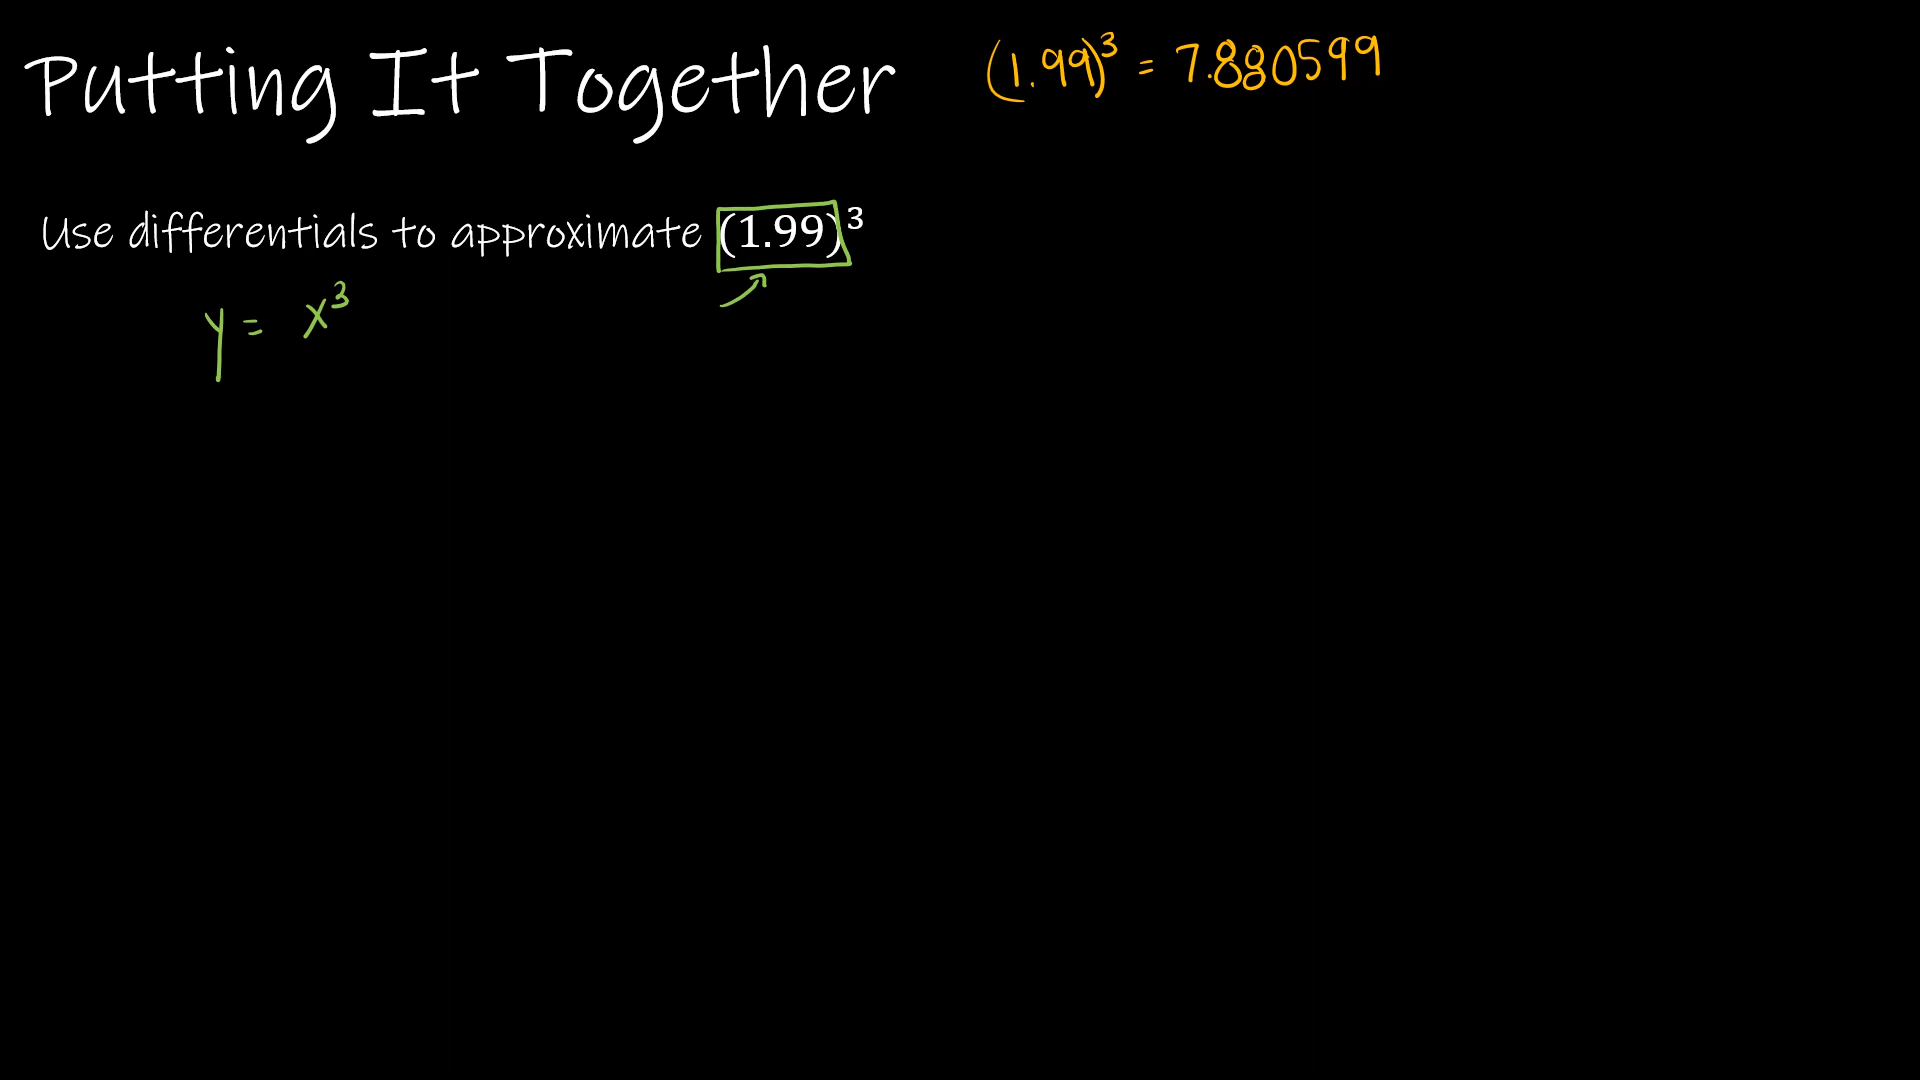 Putting It Together
(1.99)³ = 7.880599
Use differentials to approximate (1.99)³
y = x³